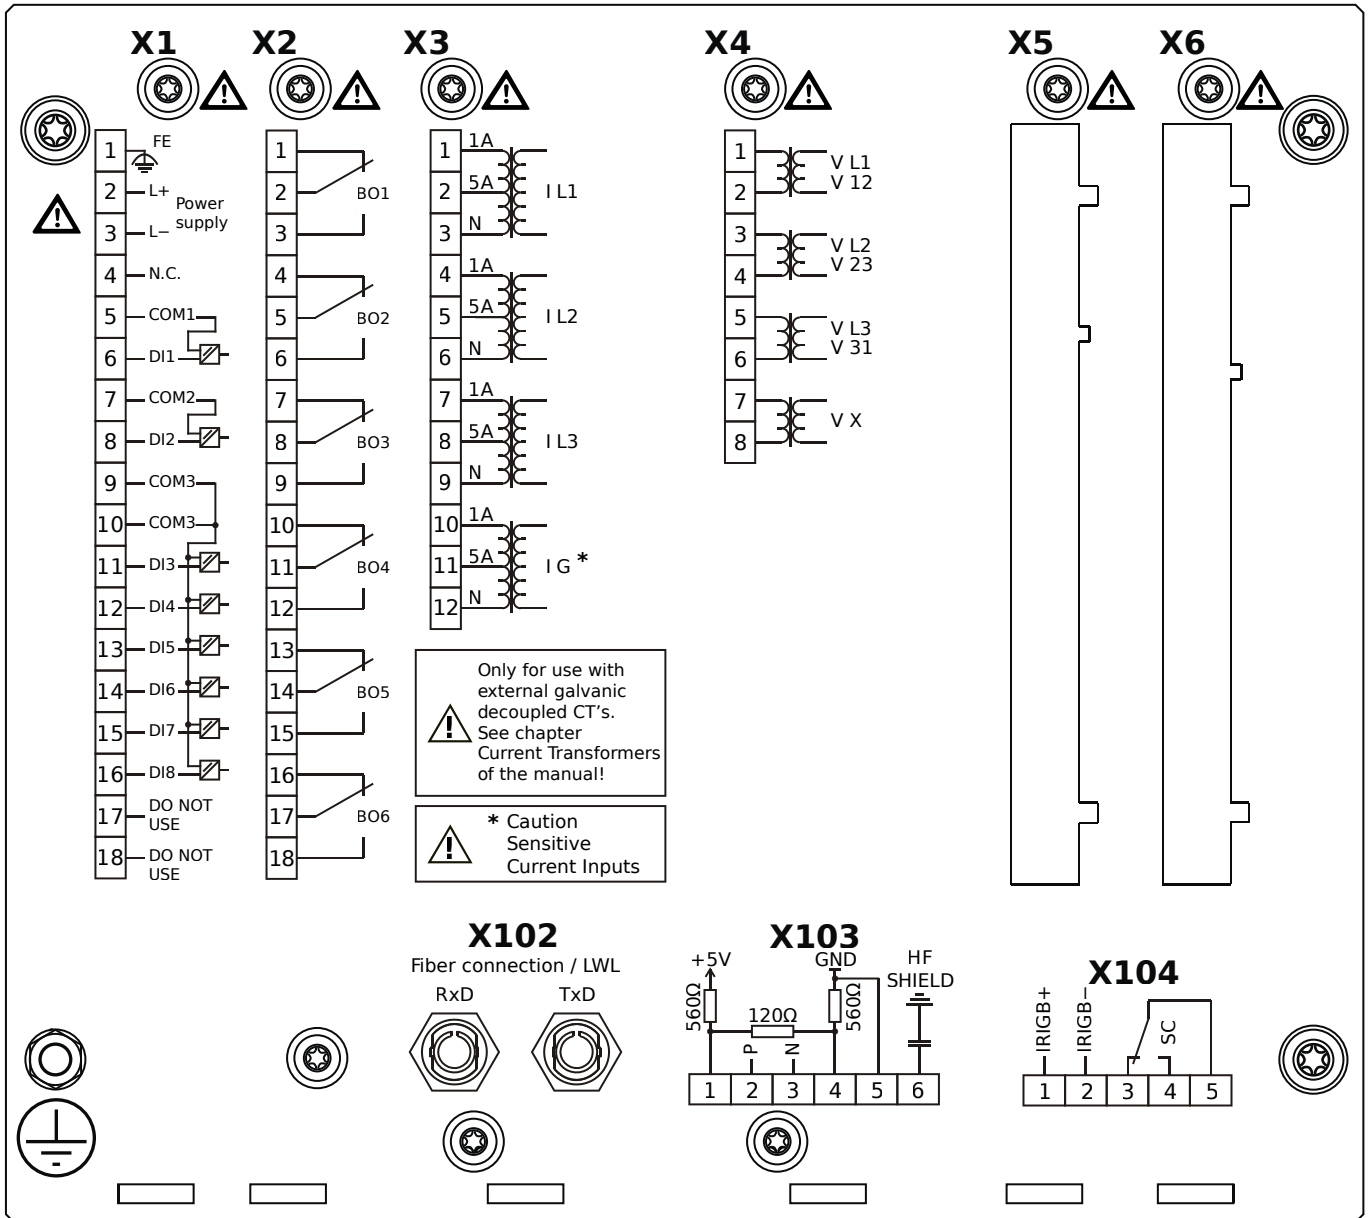 X1
X2
X3
X4
X5
X6
1
FE
2
L+
Power
supply
3
L−
4
N.C.
5
COM1
6
DI1
7
COM2
8
DI2
9
COM3
10
COM3
11
DI3
12
DI4
13
DI5
14
DI6
15
DI7
16
DI8
17
DO NOT
USE
18
DO NOT
USE
1
2
BO1
3
4
5
BO2
6
7
8
BO3
9
10
11
BO4
12
13
14
BO5
15
16
17
BO6
18
1
1A
2
5A
I L1
3
N
4
1A
5
5A
I L2
6
N
7
1A
8
5A
I L3
9
N
10
1A
11
5A
I G *
12
N
1
V L1
2
V 12
3
V L2
4
V 23
5
V L3
6
V 31
7
V X
8
Only for use with
external galvanic
decoupled CT's.
See chapter
Current Transformers
of the manual!
* Caution
Sensitive
Current Inputs
X102
Fiber connection / LWL
RxD
TxD
X103
+5V
GND
HF
SHIELD
560Ω
120Ω
560Ω
P
N
1 2 3 4 5 6
X104
IRIGB+
IRIGB−
SC
1 2 3 4 5